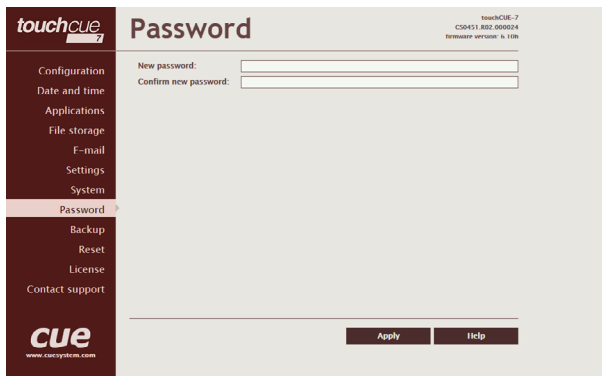 touchcue
7
Password
touchCUE-7
CS0451.R02.000024
firmware version: 6.10h
Configuration
Date and time
Applications
File storage
E-mail
Settings
System
Password
Backup
Reset
License
Contact support
New password:
Confirm new password:
Apply
Help
cue
www.cuesystem.com